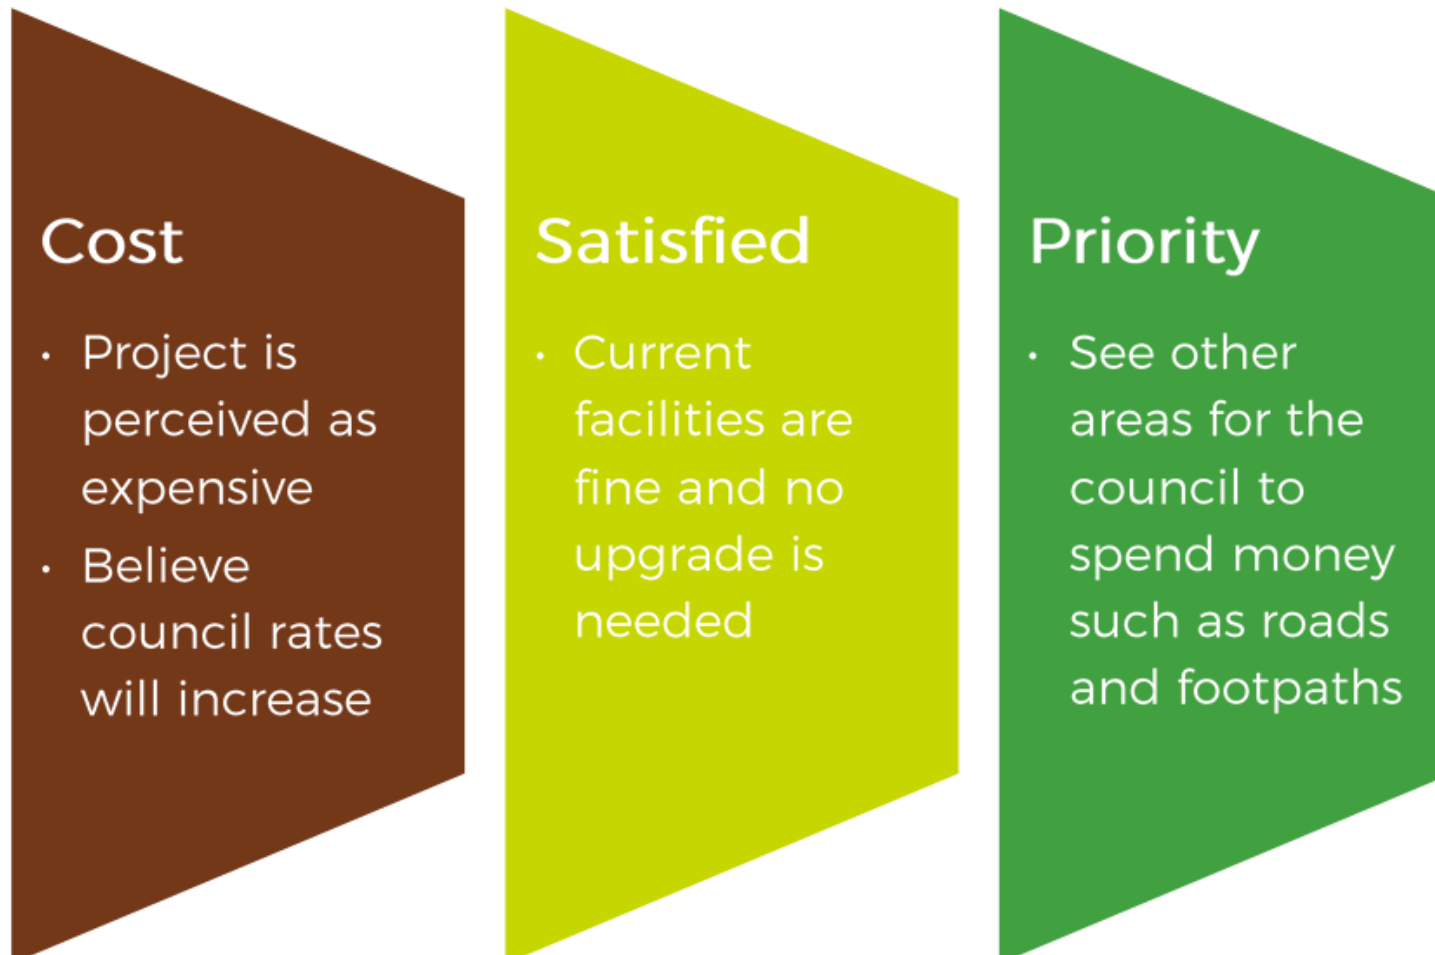 Cost
• Project is
perceived as
expensive
• Believe
council rates
will increase
Satisfied
• Current
facilities are
fine and no
upgrade is
needed
Priority
• See other
areas for the
council to
spend money
such as roads
and footpaths